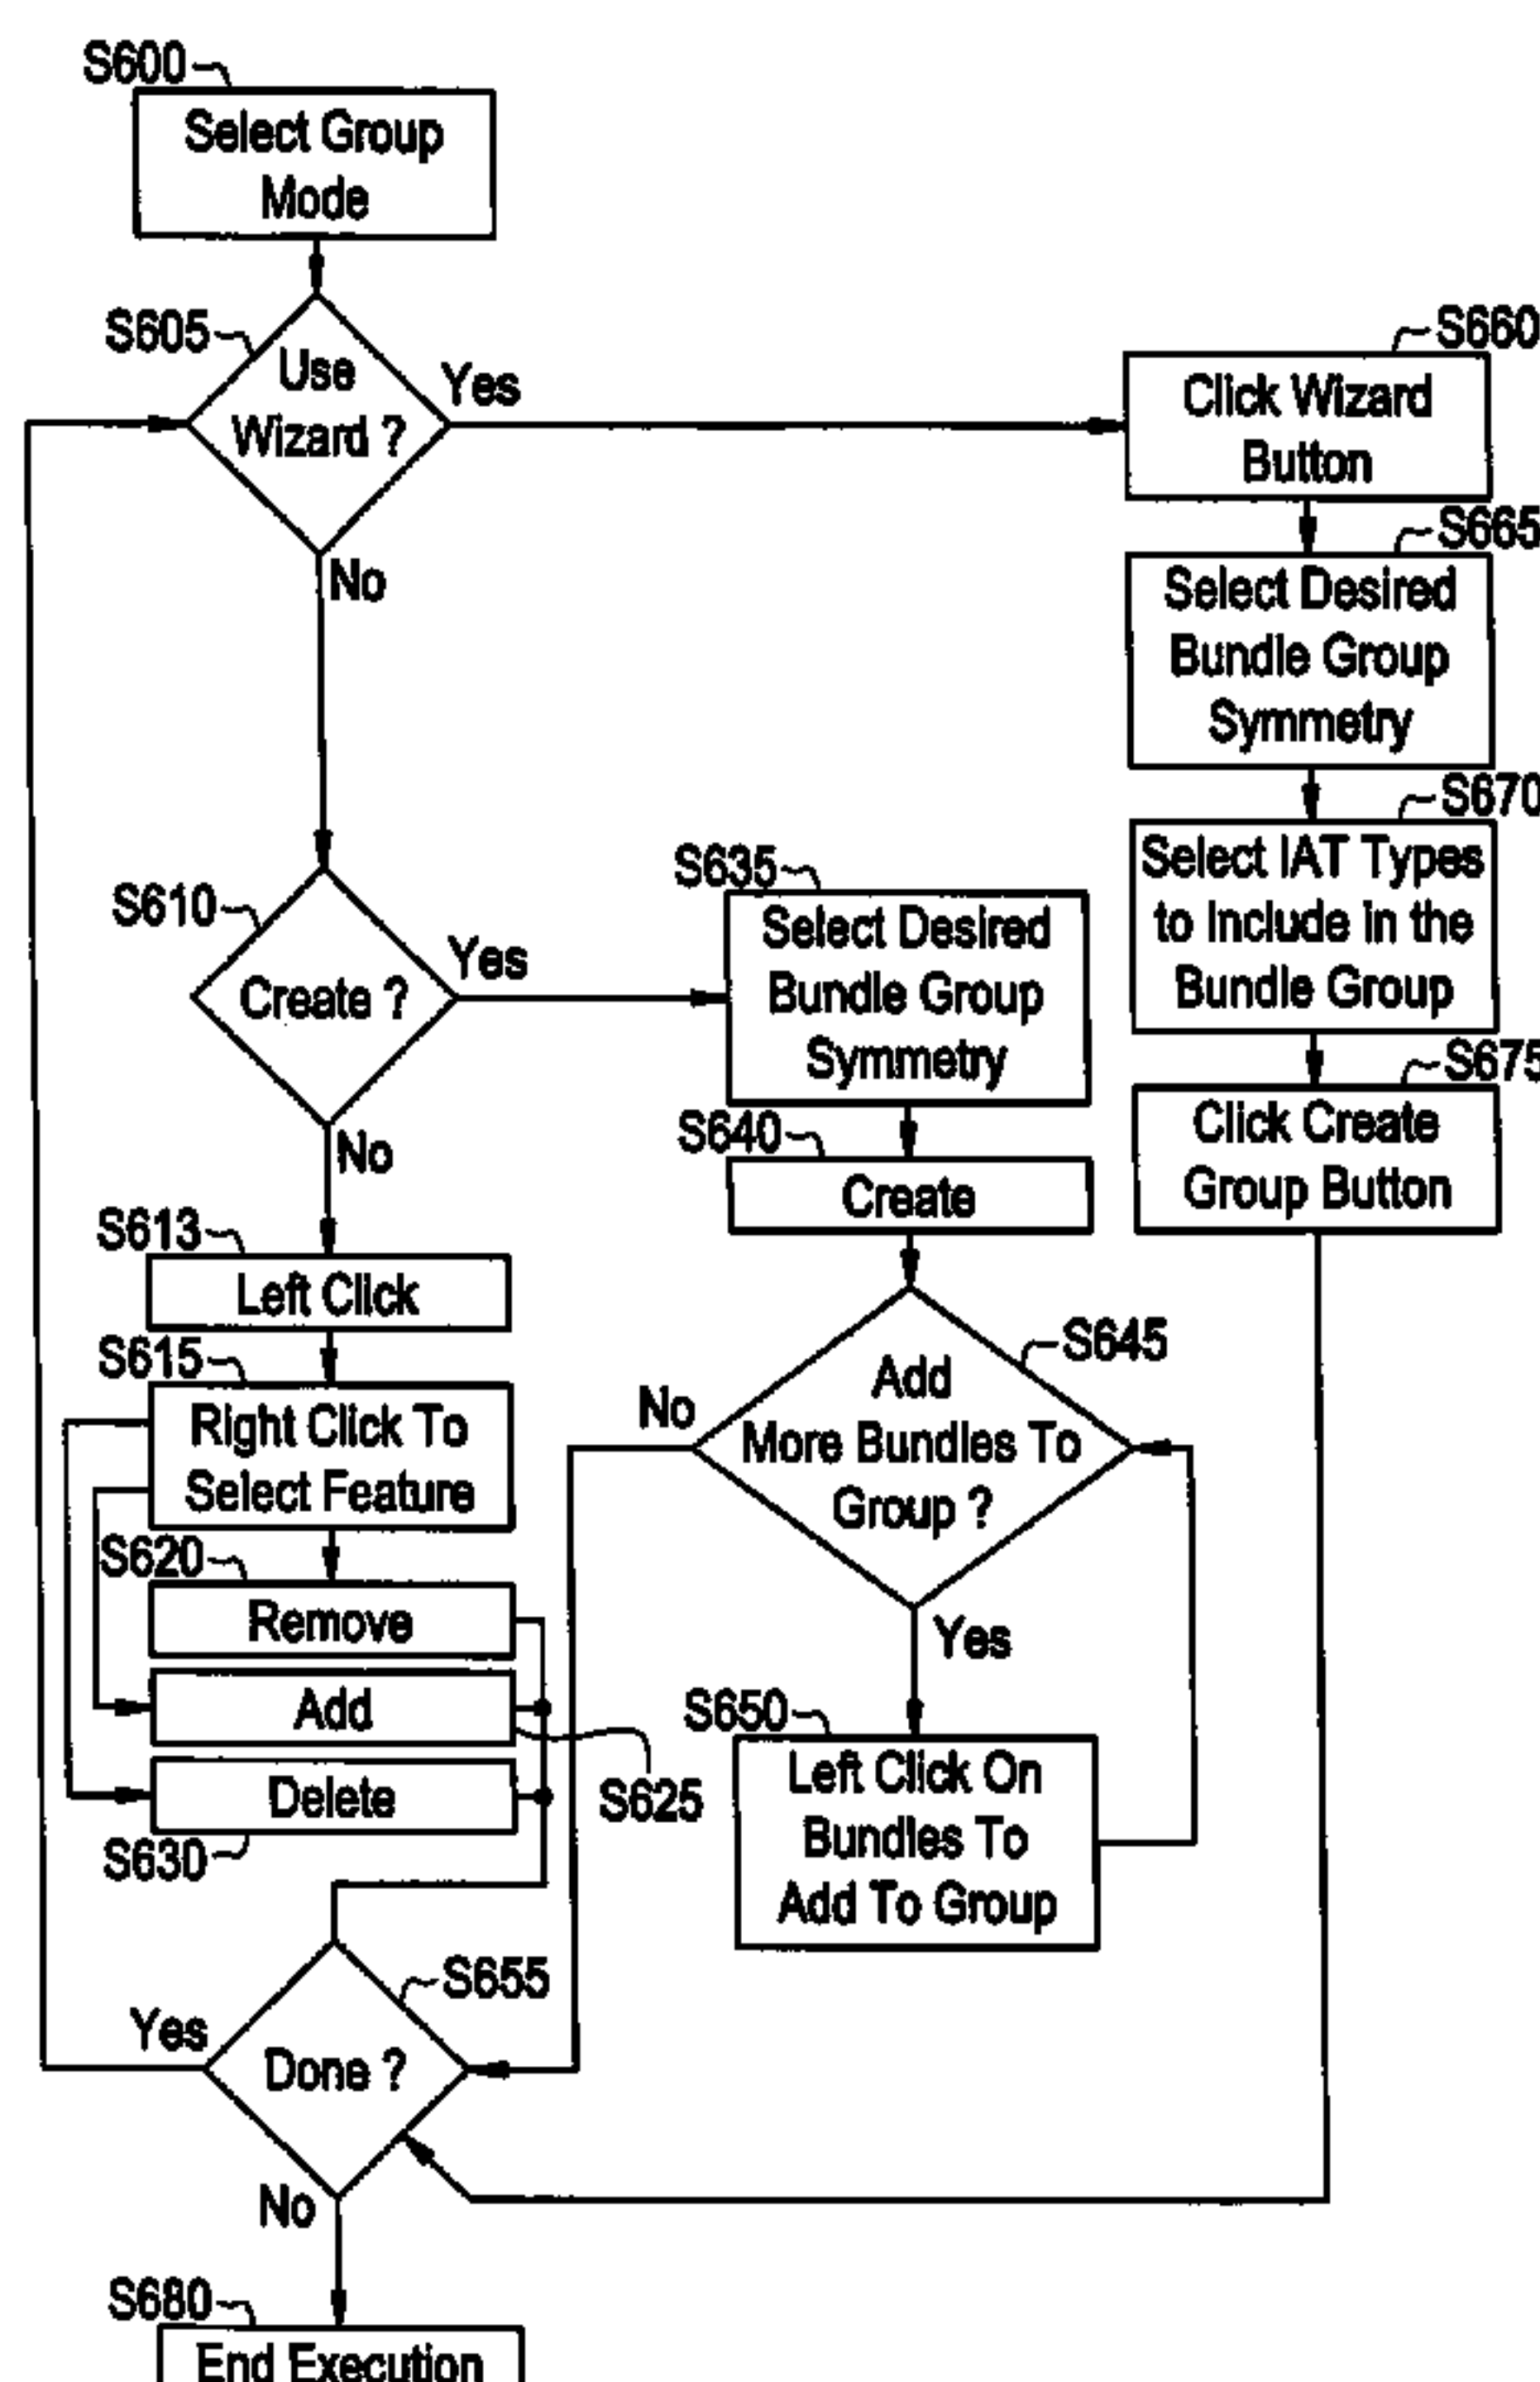 S600
Select Group
Mode
S605
Use
Wizard ?
Yes
No
S660
Click Wizard
Button
S665
Select Desired
Bundle Group
Symmetry
S670
Select IAT Types
to Include in the
Bundle Group
S675
Click Create
Group Button
S610
Create ?
Yes
No
S635
Select Desired
Bundle Group
Symmetry
S640
Create
S613
Left Click
S615
Right Click To
Select Feature
S620
Remove
Add
S625
Delete
S630
S645
Add
More Bundles To
Group ?
No
Yes
S650
Left Click On
Bundles To
Add To Group
S655
Done ?
Yes
No
S680
End Execution